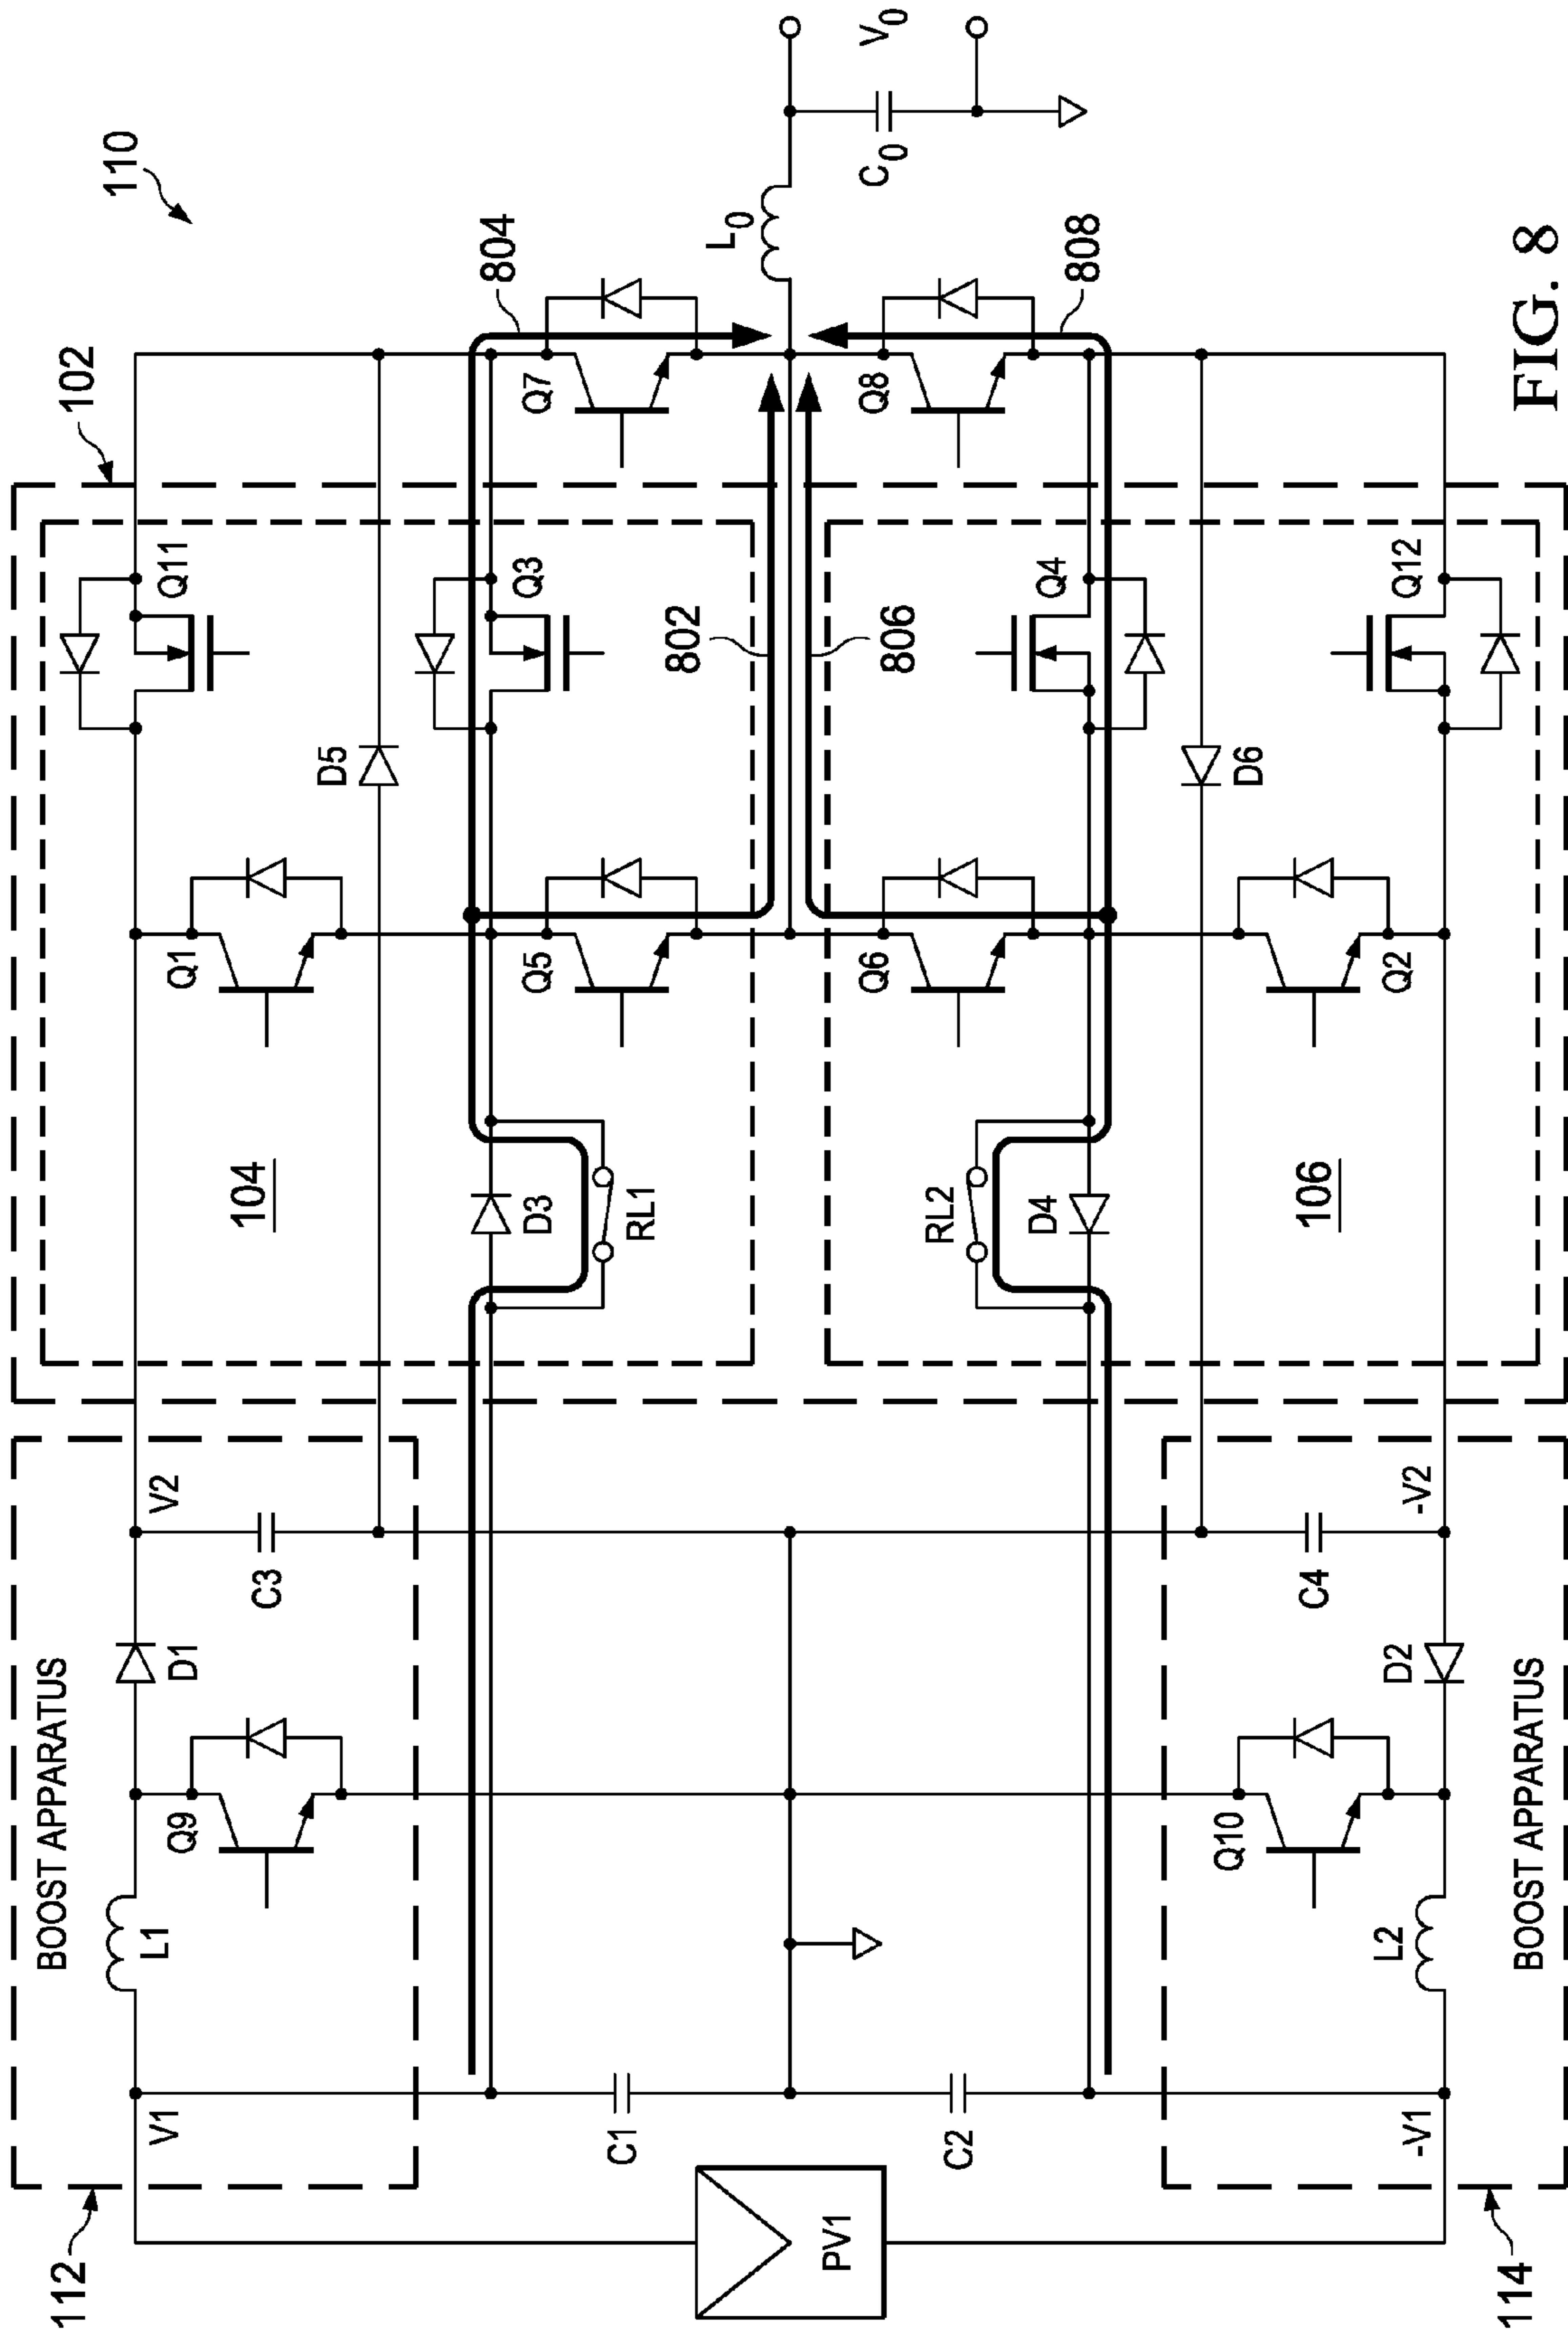 110
102
112
BOOST APPARATUS
V1
L1
Q9
D1
V2
C3
104
Q1
Q11
D5
D3
RL1
Q5
Q3
802
804
Q7
L0
C0
V0
C1
C2
PV1
RL2
D4
Q6
Q4
806
808
Q8
106
D6
Q2
Q12
-V1
L2
Q10
D2
-V2
C4
BOOST APPARATUS
114
FIG. 8